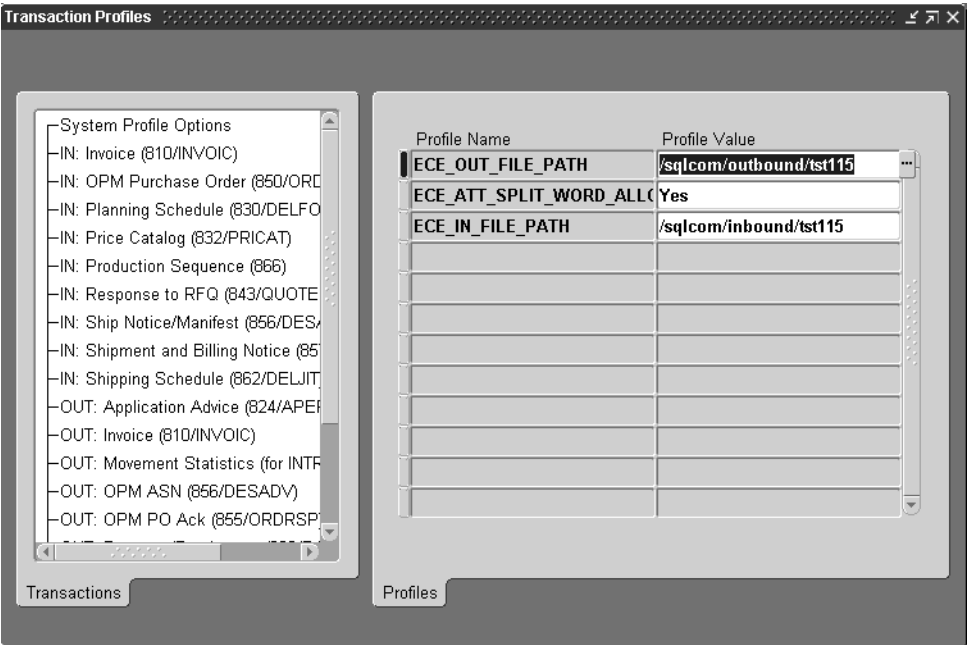 Transaction Profiles
System Profile Options
IN: Invoice (810/INVOIC)
IN: OPM Purchase Order (850/ORD
IN: Planning Schedule (830/DELFO
IN: Price Catalog (832/PRICAT)
IN: Production Sequence (866)
IN: Response to RFQ (843/QUOTE
IN: Ship Notice/Manifest (856/DESA
IN: Shipment and Billing Notice (85
IN: Shipping Schedule (862/DELJIT
OUT: Application Advice (824/APER
OUT: Invoice (810/INVOIC)
OUT: Movement Statistics (for INTR
OUT: OPM ASN (856/DESADV)
OUT: OPM PO Ack (855/ORDRSP
Transactions
Profile Name Profile Value
ECE_OUT_FILE_PATH /sqlcom/outbound/tst115 ...
ECE_ATT_SPLIT_WORD_ALLO Yes
ECE_IN_FILE_PATH /sqlcom/inbound/tst115
Profiles